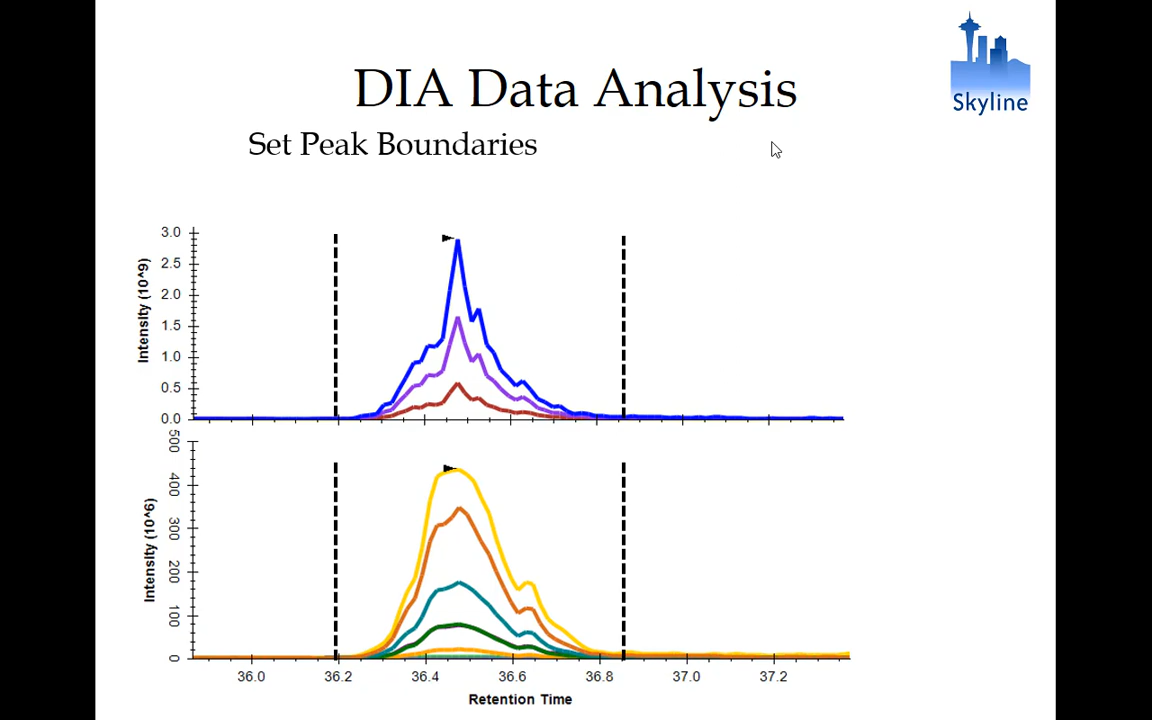 DIA Data Analysis
Skyline
Set Peak Boundaries
3.0
2.5
2.0
1.5
1.0
0.5
0.0
Intensity (10^9)
500
400
300
200
100
0
Intensity (10^6)
36.0 36.2 36.4 36.6 36.8 37.0 37.2
Retention Time